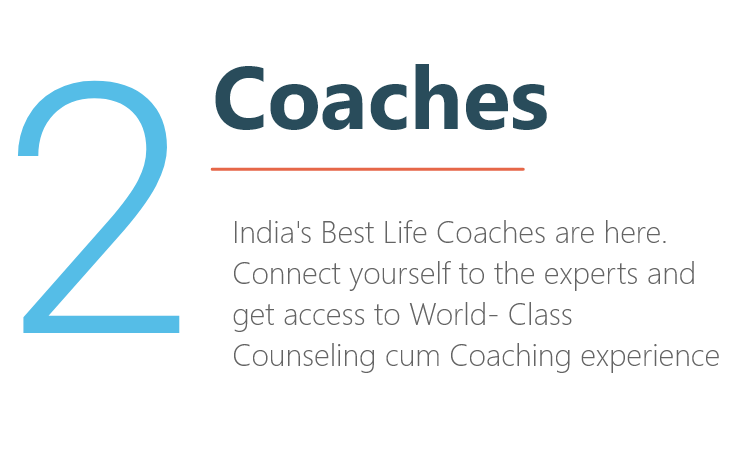 2
Coaches
India's Best Life Coaches are here.
Connect yourself to the experts and
get access to World- Class
Counseling cum Coaching experience